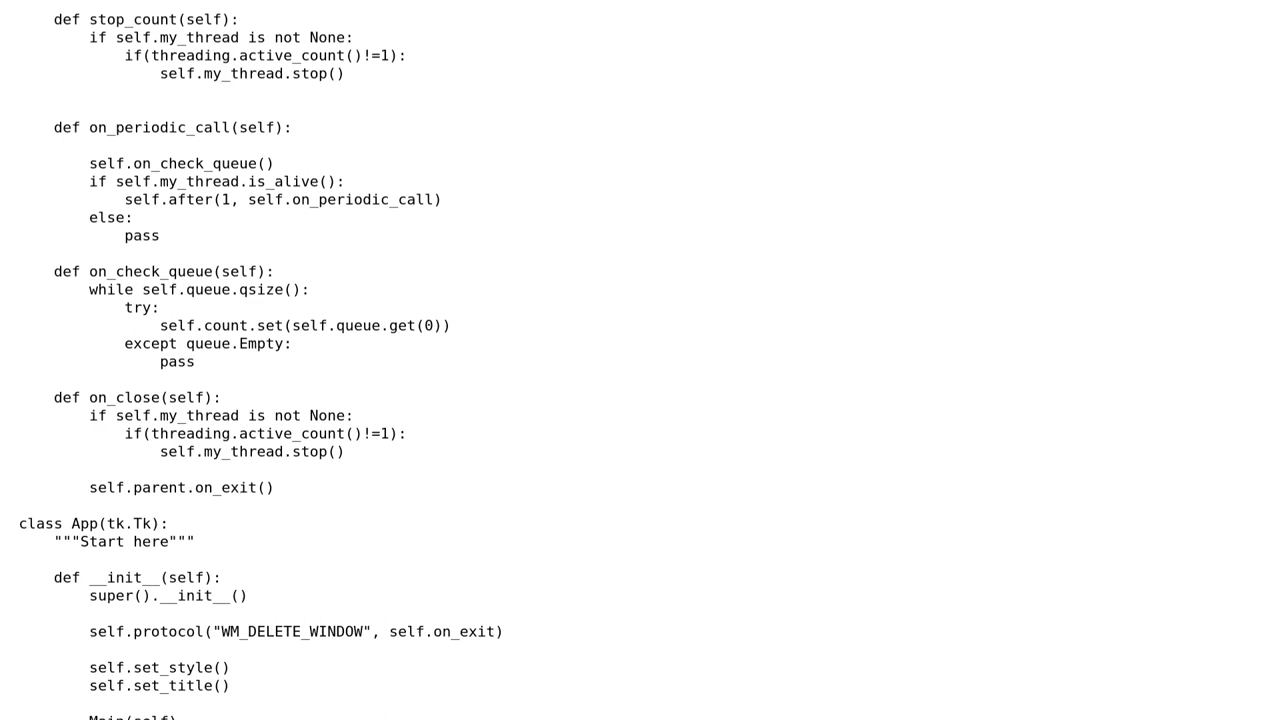 def stop_count(self):
        if self.my_thread is not None:
            if(threading.active_count()!=1):
                self.my_thread.stop()
    def on_periodic_call(self):
        self.on_check_queue()
        if self.my_thread.is_alive():
            self.after(1, self.on_periodic_call)
        else:
            pass
    def on_check_queue(self):
        while self.queue.qsize():
            try:
                self.count.set(self.queue.get(0))
            except queue.Empty:
                pass
    def on_close(self):
        if self.my_thread is not None:
            if(threading.active_count()!=1):
                self.my_thread.stop()
        self.parent.on_exit()
class App(tk.Tk):
    """Start here"""
    def __init__(self):
        super().__init__()
        self.protocol("WM_DELETE_WINDOW", self.on_exit)
        self.set_style()
        self.set_title()
        Main(self)